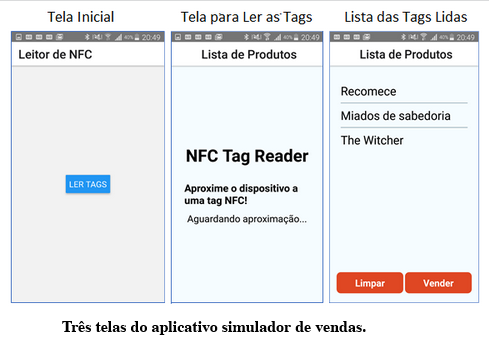 Tela Inicial
Tela para Ler as Tags
Lista das Tags Lidas
40% 20:49
40% 20:49
40% 20:49
Leitor de NFC
Lista de Produtos
Lista de Produtos
LER TAGS
NFC Tag Reader
Aproxime o dispositivo a
uma tag NFC!
Aguardando aproximação...
Recomece
Miados de sabedoria
The Witcher
Limpar
Vender
Três telas do aplicativo simulador de vendas.